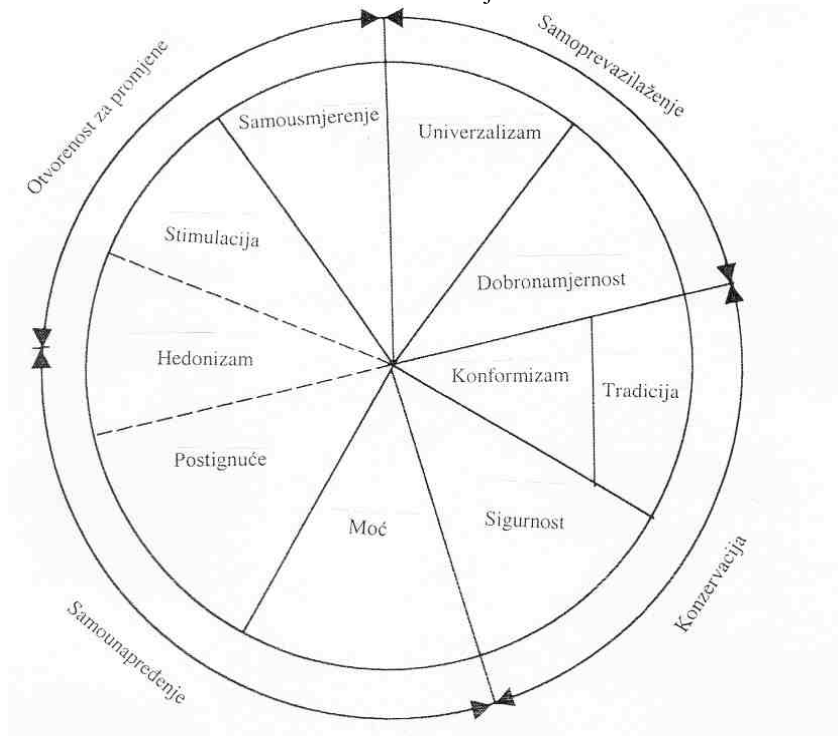 Otvorenost za promjene
Samoprevazilaženje
Samousmjerenje
Univerzalizam
Stimulacija
Dobronamjernost
Hedonizam
Konformizam
Tradicija
Postignuće
Moć
Sigurnost
Samounapređenje
Konzervacija